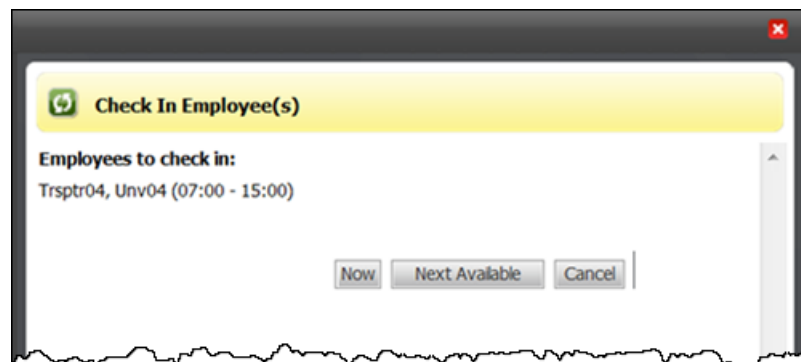 Check In Employee(s)
Employees to check in:
Trsptr04, Unv04 (07:00 - 15:00)
Now Next Available Cancel